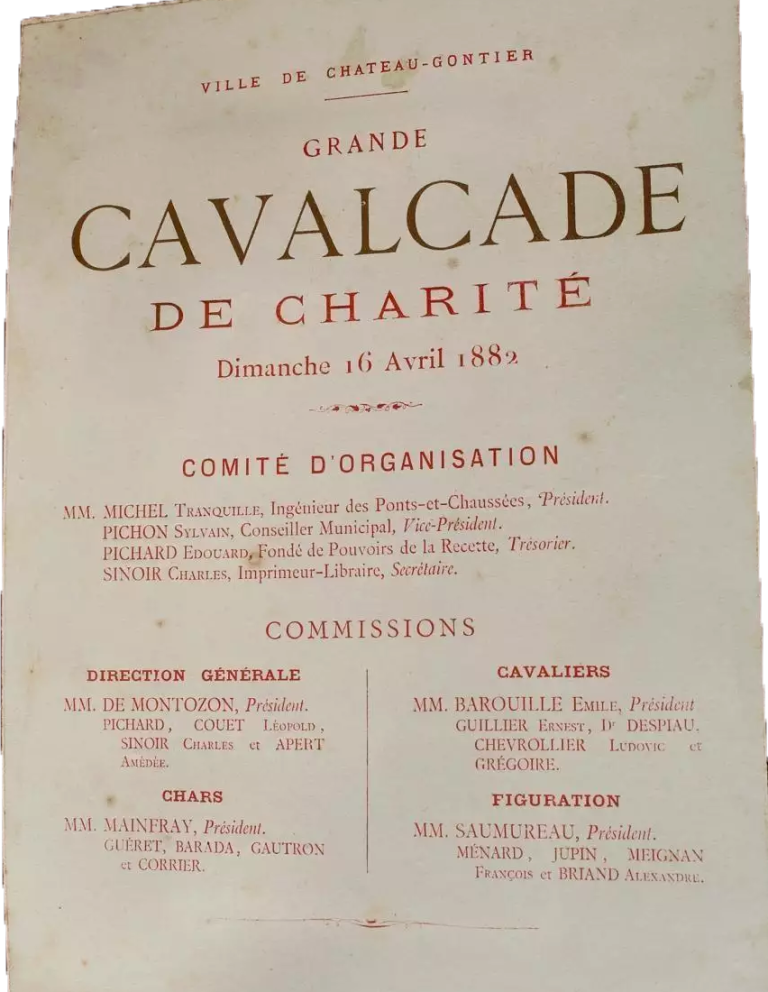 VILLE DE CHATEAU-GONTIER
GRANDE
CAVALCADE
DE CHARITÉ
Dimanche 16 Avril 1882
COMITÉ D'ORGANISATION
MM. MICHEL TRANQUILLE, Ingénieur des Ponts-et-Chaussées, Président.
PICHON SYLVAIN, Conseiller Municipal, Vice-Président.
PICHARD EDOUARD, Fondé de Pouvoirs de la Recette, Trésorier.
SINOIR CHARLES, Imprimeur-Libraire, Secrétaire.
COMMISSIONS
DIRECTION GÉNÉRALE
MM. DE MONTOZON, Président.
PICHARD, COUET LÉOPOLD,
SINOIR CHARLES et APERT
AMÉDÉE.
CHARS
MM. MAINFRAY, Président.
GUÉRET, BARADA, GAUTRON
et CORRIER.
CAVALIERS
MM. BAROUILLE EMILE, Président
GUILLIER ERNEST, Dr DESPIAU,
CHEVROLLIER LUDOVIC et
GRÉGOIRE.
FIGURATION
MM. SAUMUREAU, Président.
MÉNARD, JUPIN, MEIGNAN
FRANÇOIS et BRIAND ALEXANDRE.